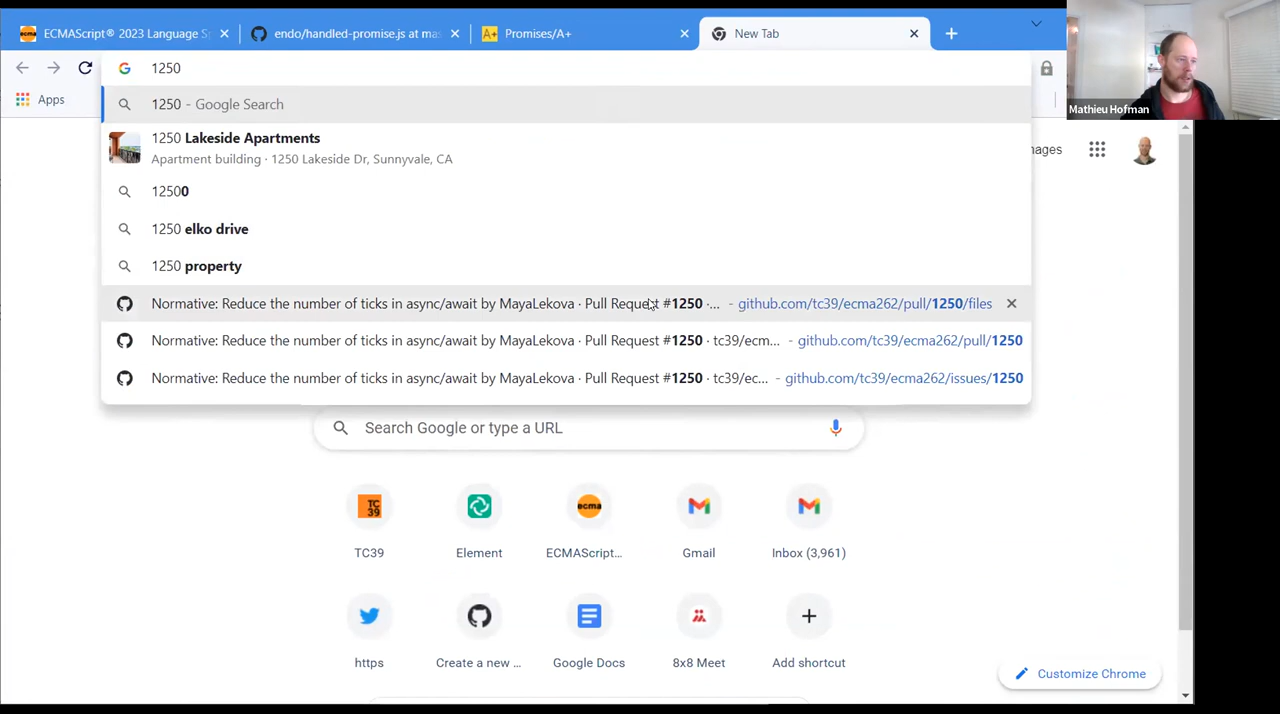 ECMAScript® 2023 Language S
endo/handled-promise.js at mas
A+ Promises/A+
New Tab
1250
Apps
1250 - Google Search
1250 Lakeside Apartments
Apartment building · 1250 Lakeside Dr, Sunnyvale, CA
12500
1250 elko drive
1250 property
Normative: Reduce the number of ticks in async/await by MayaLekova · Pull Request #1250 ·... - github.com/tc39/ecma262/pull/1250/files
Normative: Reduce the number of ticks in async/await by MayaLekova · Pull Request #1250 · tc39/ecm... - github.com/tc39/ecma262/pull/1250
Normative: Reduce the number of ticks in async/await by MayaLekova · Pull Request #1250 · tc39/ec... - github.com/tc39/ecma262/issues/1250
Mathieu Hofman
mages
Search Google or type a URL
TC39
ecma
TC39
Element
ECMAScript...
Gmail
Inbox (3,961)
https
Create a new ...
Google Docs
8x8 Meet
Add shortcut
Customize Chrome